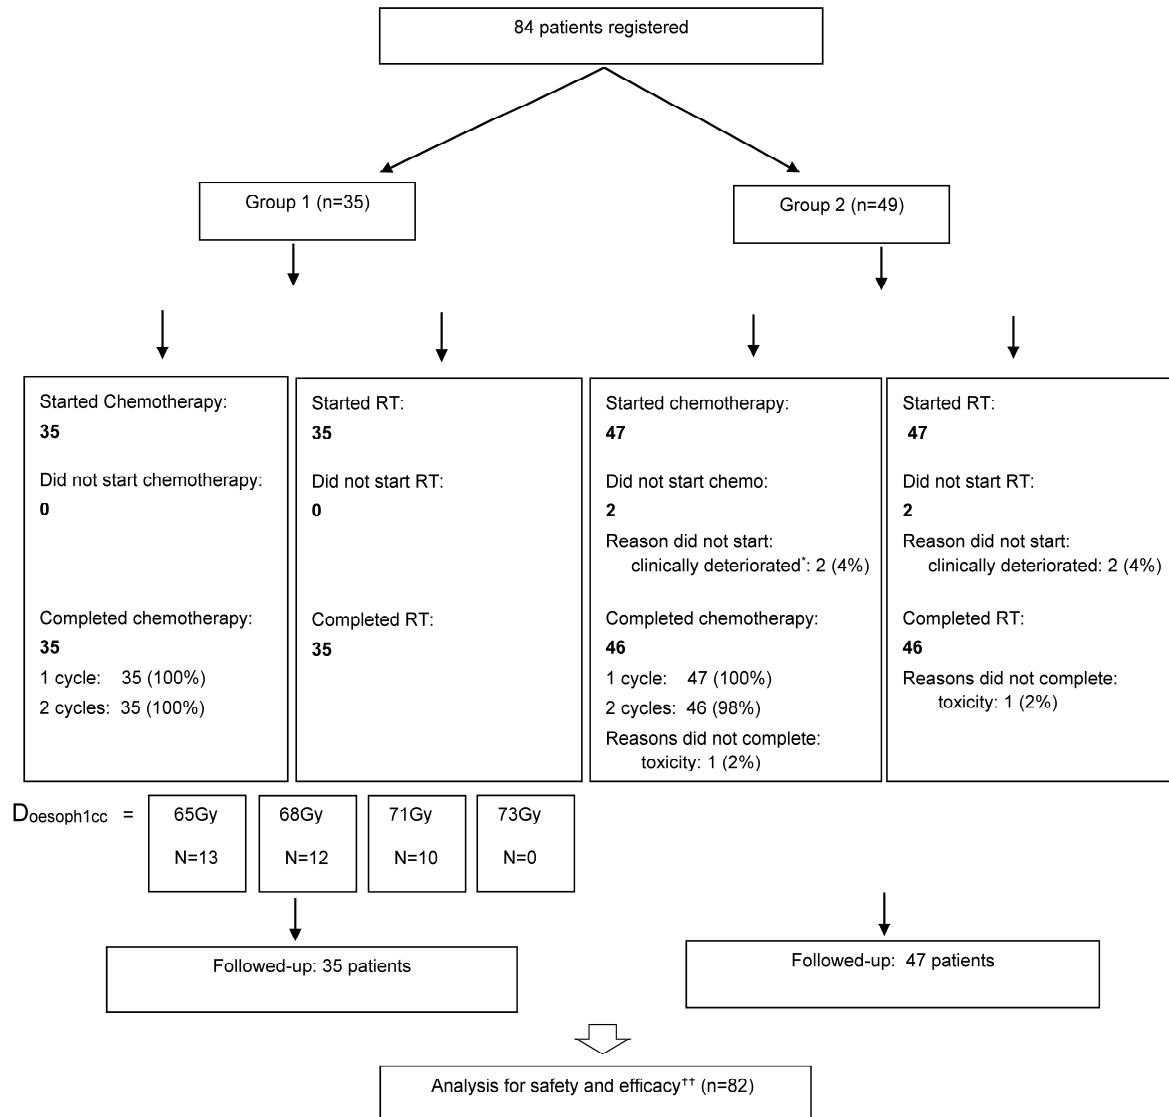 84 patients registered
Group 1 (n=35)
Group 2 (n=49)
Started Chemotherapy:
35
Did not start chemotherapy:
0
Completed chemotherapy:
35
1 cycle: 35 (100%)
2 cycles: 35 (100%)
Started RT:
35
Did not start RT:
0
Completed RT:
35
Started chemotherapy:
47
Did not start chemo:
2
Reason did not start:
clinically deteriorated*: 2 (4%)
Completed chemotherapy:
46
1 cycle: 47 (100%)
2 cycles: 46 (98%)
Reasons did not complete:
toxicity: 1 (2%)
Started RT:
47
Did not start RT:
2
Reason did not start:
clinically deteriorated: 2 (4%)
Completed RT:
46
Reasons did not complete:
toxicity: 1 (2%)
Doesoph1cc =
65Gy
N=13
68Gy
N=12
71Gy
N=10
73Gy
N=0
Followed-up: 35 patients
Followed-up: 47 patients
Analysis for safety and efficacy†† (n=82)